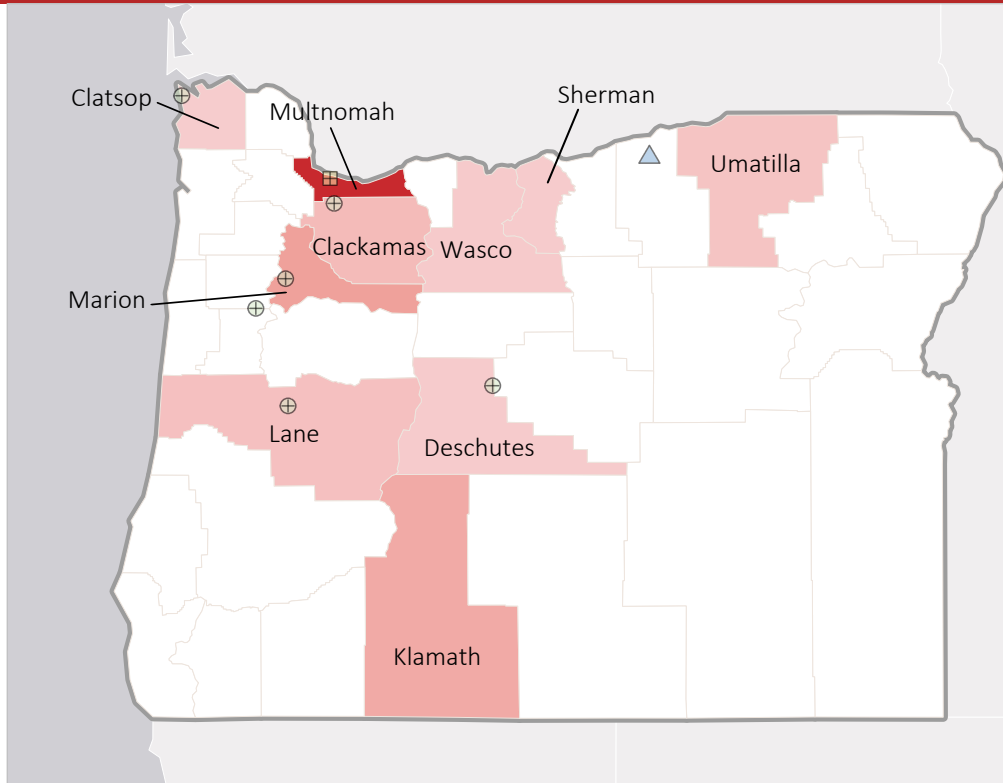 Sherman
Clatsop
Multnomah
Umatilla
Clackamas
Wasco
Marion
Lane
Deschutes
Klamath